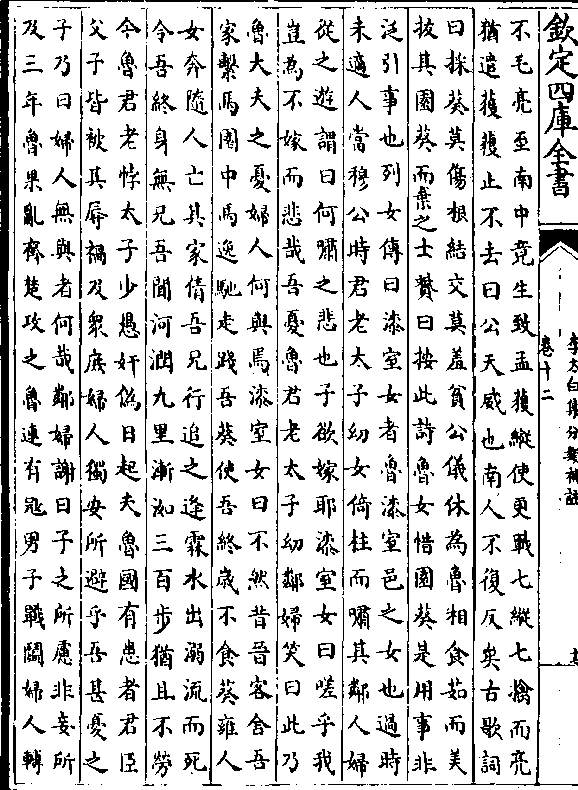 欽定四庫全書
李太白集分類補註
卷十二
不毛亮至南中竟生致孟獲縱使更戰七縱七擒而亮
猶遣獲獲止不去曰公天威也南人不復反矣古歌詞
曰採葵莫傷根結交莫羞貧公儀休為魯相食茹而美
拔其園葵而棄之士贇曰按此詩魯女惜園葵是用事非
泛引事也列女傳曰漆室女者魯漆室邑之女也過時
未適人當穆公時君老太子幼女倚柱而嘯其鄰人婦
從之遊謂曰何嘯之悲也子欲嫁耶漆室女曰嗟乎我
豈為不嫁而悲哉吾憂魯君老太子幼鄰婦笑曰此乃
魯大夫之憂婦人何與焉漆室女曰不然昔晉客舍吾
家繫馬園中馬逸馳走踐吾葵使吾終歲不食葵雍人
女奔隨人亡其家倩吾兄行追之逢霖水出溺流而死
令吾終身無兄吾聞河潤九里漸洳三百步猶且不勞
今魯君老悖太子少愚奸偽日起夫魯國有患者君臣
父子皆被其辱禍及衆庶婦人獨安所避乎吾甚憂之
子乃曰婦人無與者何哉鄰婦謝曰子之所慮非妾所
及三年魯果亂齊楚攻之魯連有冦男子戰鬭婦人轉